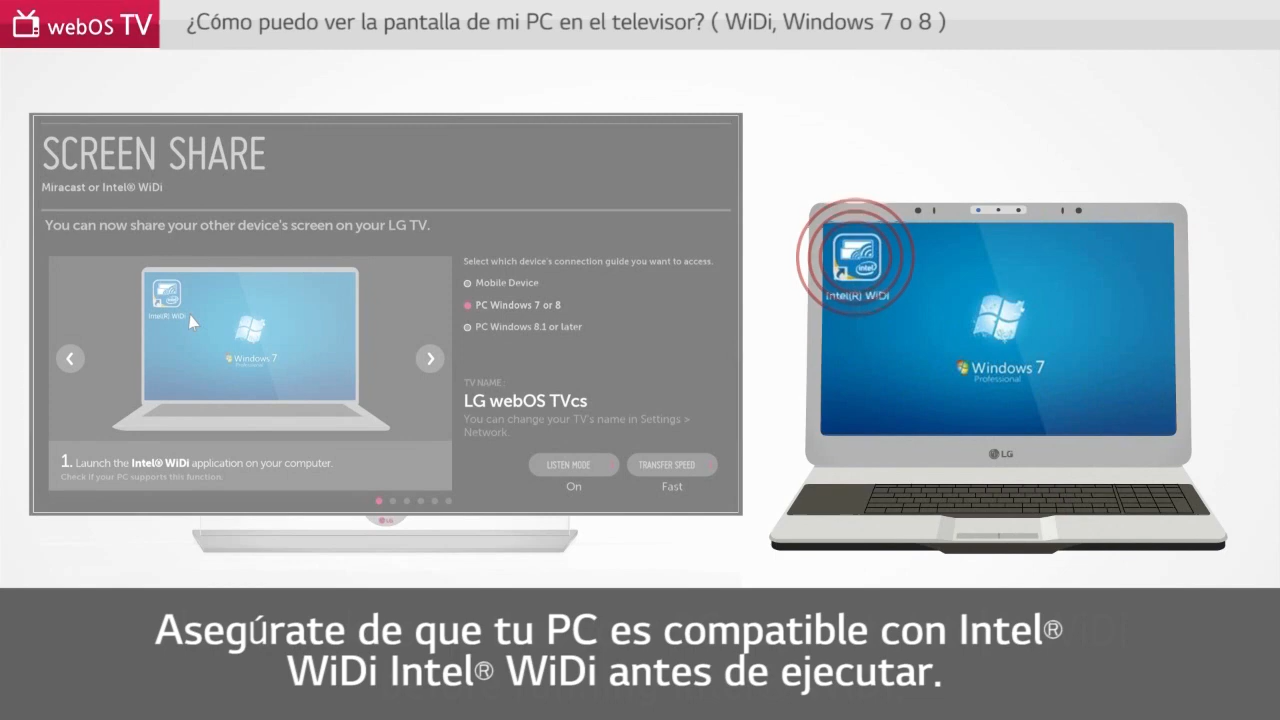 webOS TV
¿Cómo puedo ver la pantalla de mi PC en el televisor? ( WiDi, Windows 7 o 8 )
SCREEN SHARE
Miracast or Intel® WiDi
You can now share your other device's screen on your LG TV.
Intel(R) WiDi
Windows 7
Select which device's connection guide you want to access.
Mobile Device
PC Windows 7 or 8
PC Windows 8.1 or later
TV NAME:
LG webOS TVcs
You can change your TV's name in Settings >
Network.
LISTEN MODE
TRANSFER SPEED
On
Fast
1. Launch the Intel® WiDi application on your computer.
Check if your PC supports this function.
LG
intel
Intel(R) WiDi
Windows 7
Professional
LG
Asegúrate de que tu PC es compatible con Intel®
WiDi Intel® WiDi antes de ejecutar.